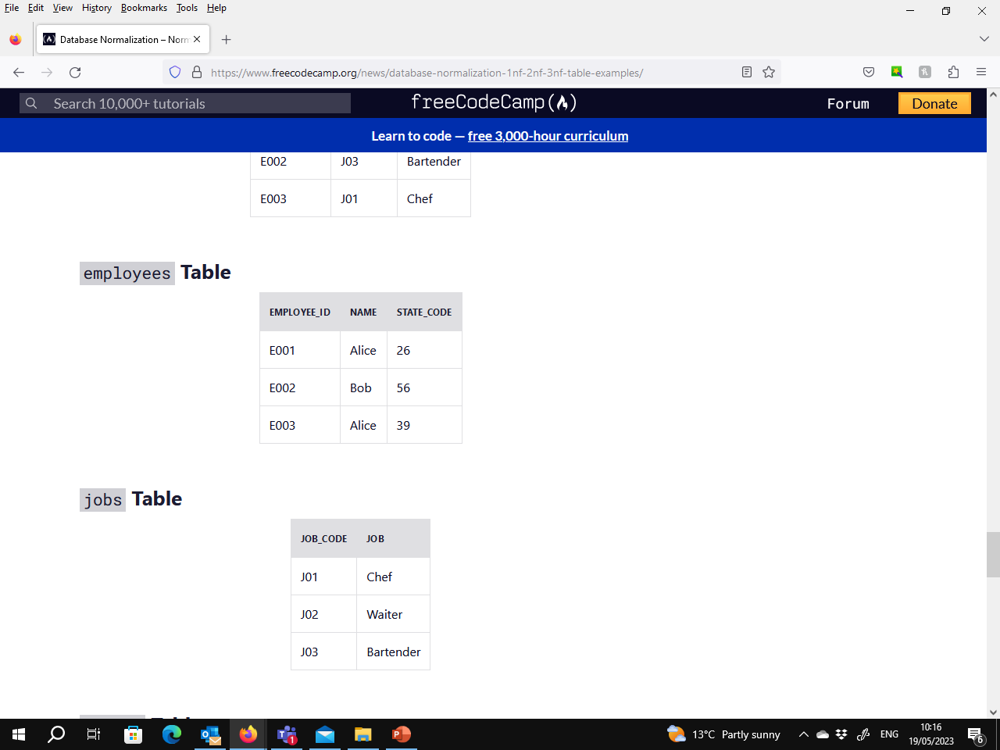 File Edit View History Bookmarks Tools Help
Database Normalization – Norm
https://www.freecodecamp.org/news/database-normalization-1nf-2nf-3nf-table-examples/
Search 10,000+ tutorials
freeCodeCamp(🔥)
Forum
Donate
Learn to code — free 3,000-hour curriculum
E002 J03 Bartender
E003 J01 Chef
employees Table
EMPLOYEE_ID NAME STATE_CODE
E001 Alice 26
E002 Bob 56
E003 Alice 39
jobs Table
JOB_CODE JOB
J01 Chef
J02 Waiter
J03 Bartender
13°C Partly sunny
ENG
10:16
19/05/2023
6
1